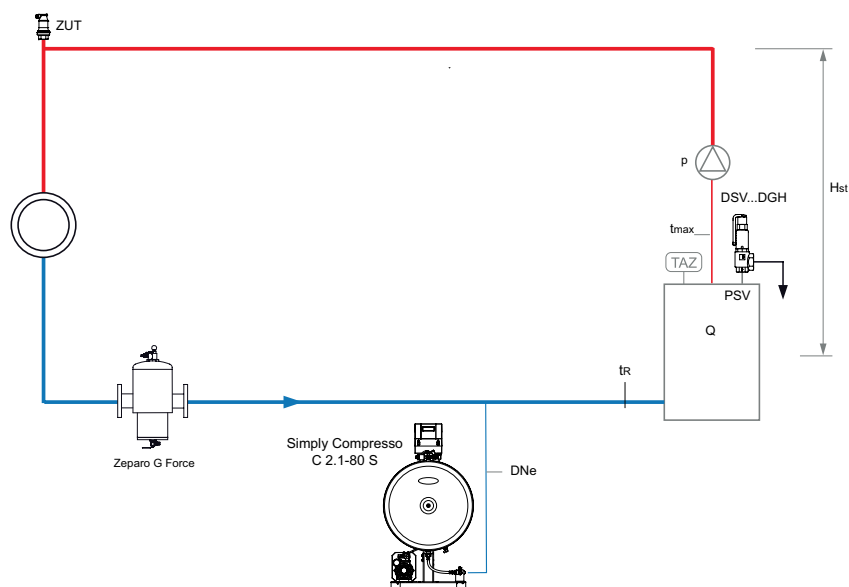 ZUT
p
Hst
DSV...DGH
tmax
TAZ
PSV
Q
tR
Simply Compresso
C 2.1-80 S
Zeparo G Force
DNe